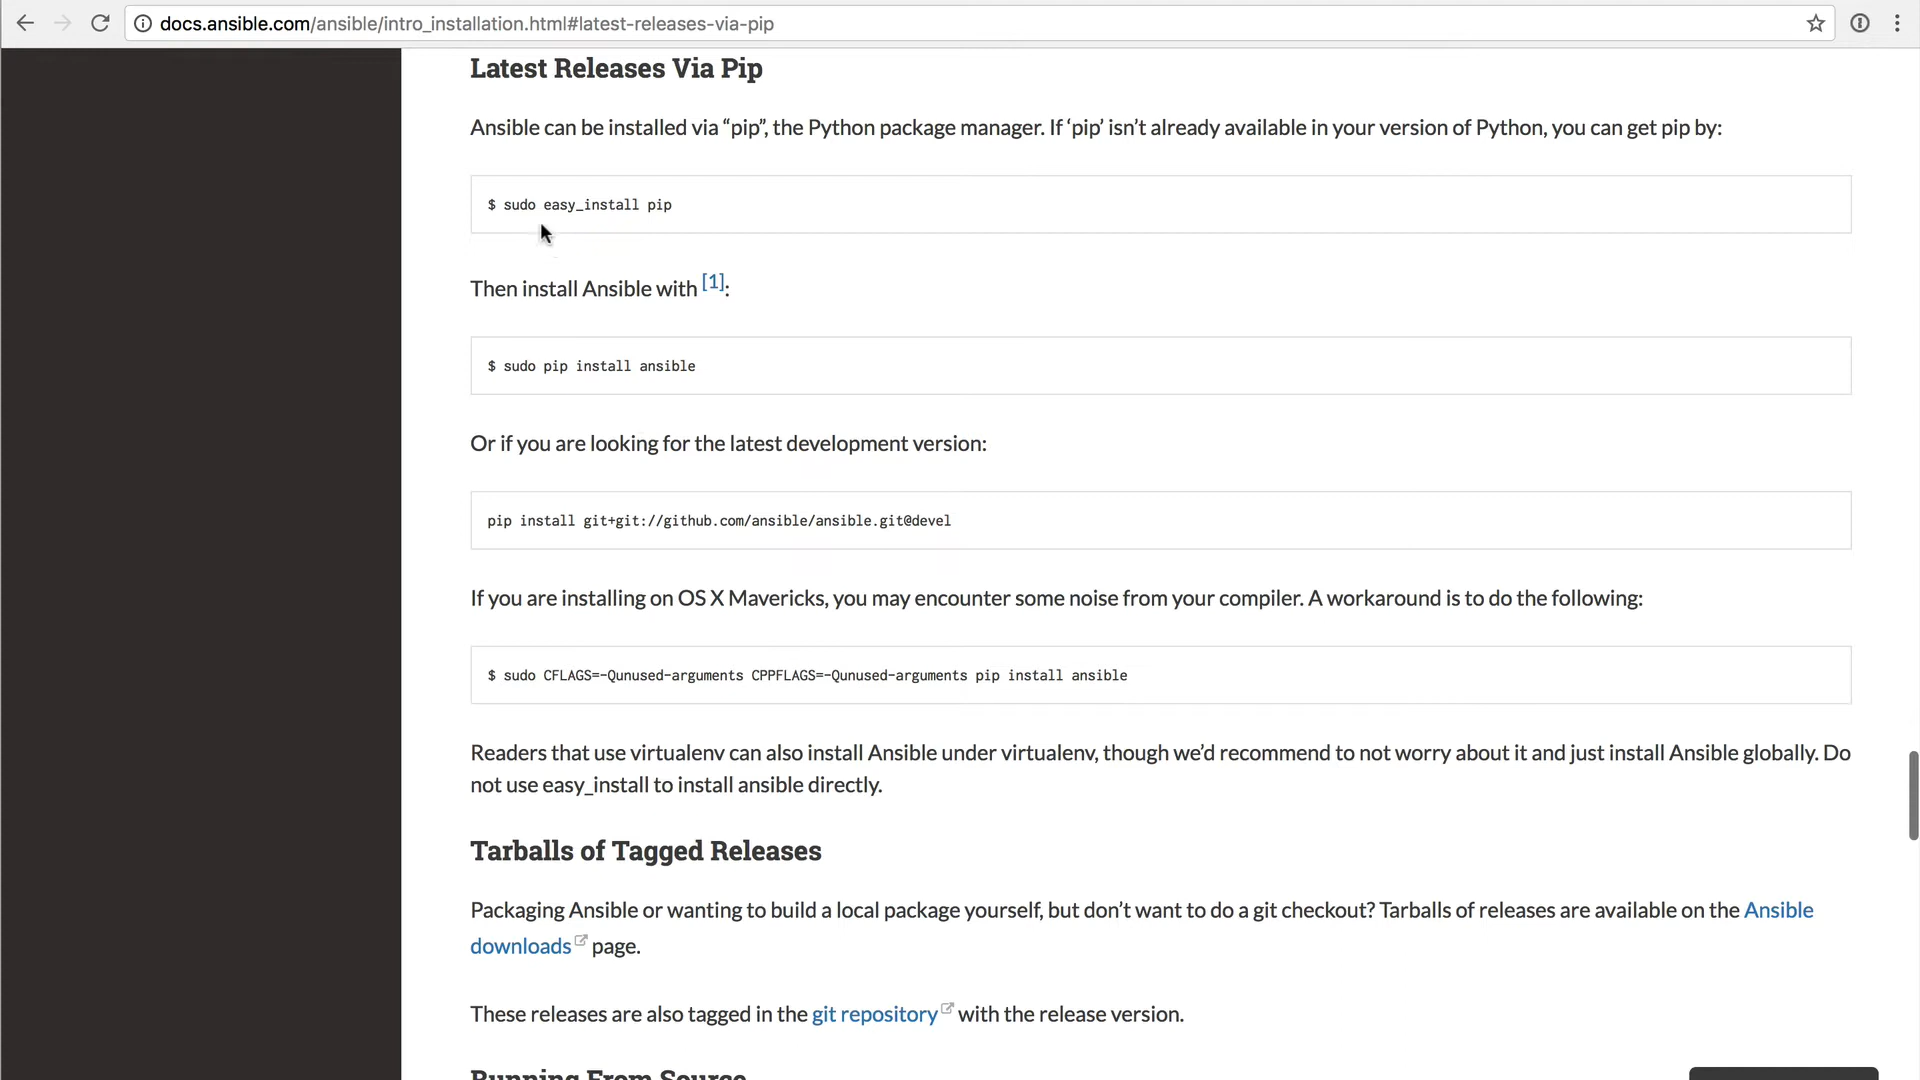 docs.ansible.com/ansible/intro_installation.html#latest-releases-via-pip
Latest Releases Via Pip
Ansible can be installed via “pip”, the Python package manager. If ‘pip’ isn’t already available in your version of Python, you can get pip by:
$ sudo easy_install pip
Then install Ansible with [1]:
$ sudo pip install ansible
Or if you are looking for the latest development version:
pip install git+git://github.com/ansible/ansible.git@devel
If you are installing on OS X Mavericks, you may encounter some noise from your compiler. A workaround is to do the following:
$ sudo CFLAGS=-Qunused-arguments CPPFLAGS=-Qunused-arguments pip install ansible
Readers that use virtualenv can also install Ansible under virtualenv, though we’d recommend to not worry about it and just install Ansible globally. Do
not use easy_install to install ansible directly.
Tarballs of Tagged Releases
Packaging Ansible or wanting to build a local package yourself, but don’t want to do a git checkout? Tarballs of releases are available on the Ansible
downloads page.
These releases are also tagged in the git repository with the release version.
Running From Source